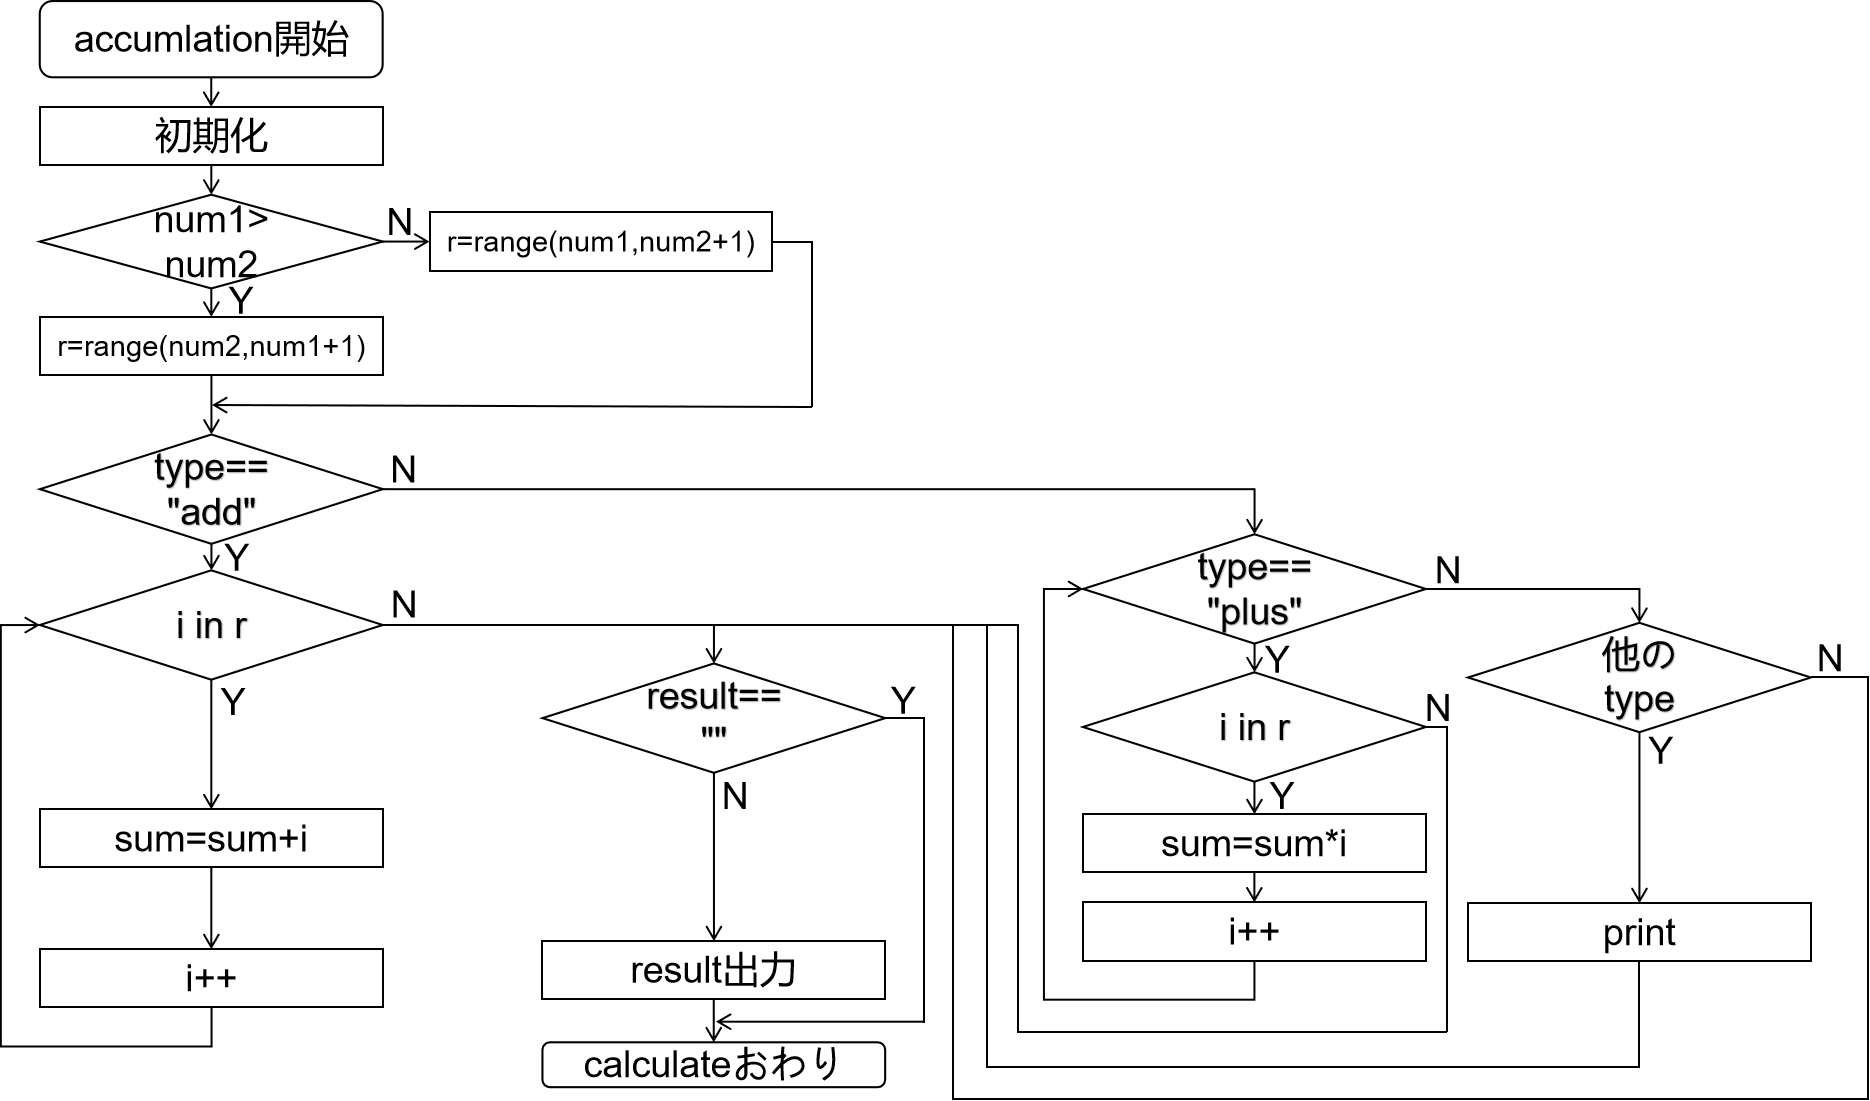 accumlation開始
初期化
num1>
num2
N
r=range(num1,num2+1)
Y
r=range(num2,num1+1)
type==
"add"
N
Y
i in r
N
Y
sum=sum+i
i++
result==
""
Y
N
result出力
calculateおわり
type==
"plus"
N
Y
i in r
N
Y
sum=sum*i
i++
他の
type
N
Y
print